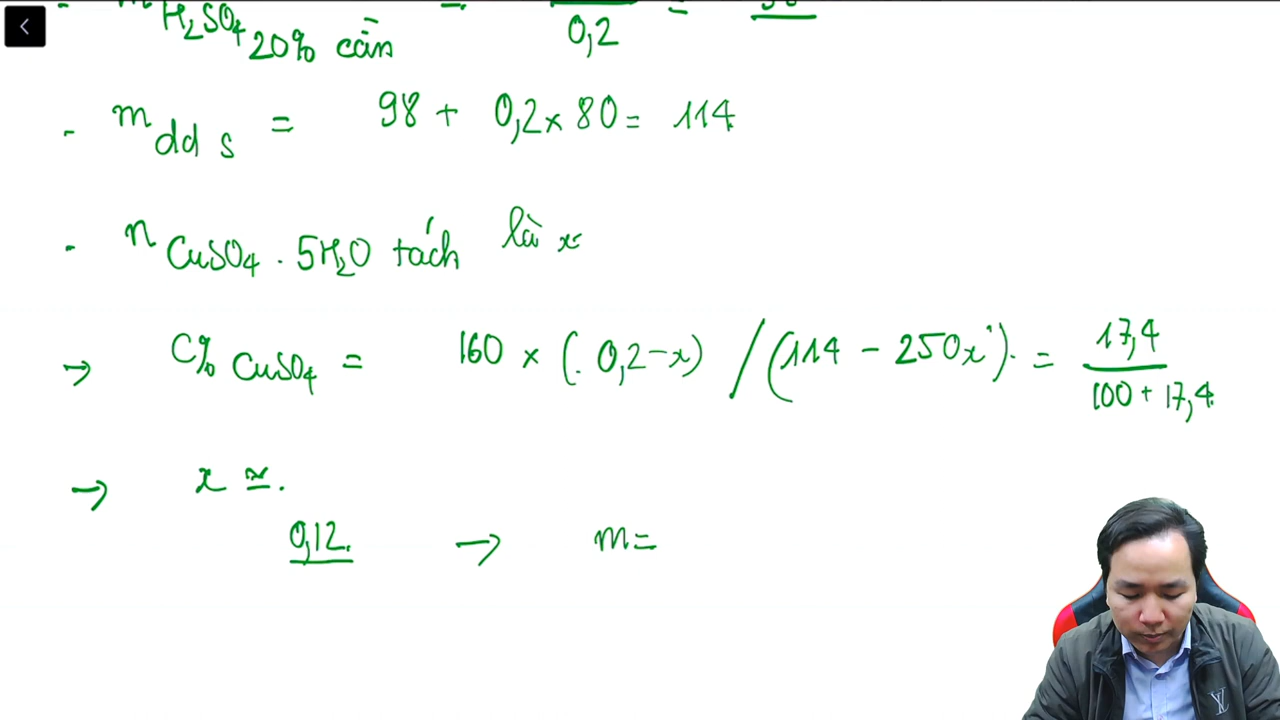 - m H₂SO₄ 20% cần = / 0,2 =
- m dd s = 98 + 0,2 × 80 = 114
- n CuSO₄ . 5H₂O tách là x
→ C% CuSO₄ = 160 × (. 0,2 - x) / (114 - 250x). = 17,4 / 100 + 17,4.
→ x ≃.
0,12. → m =